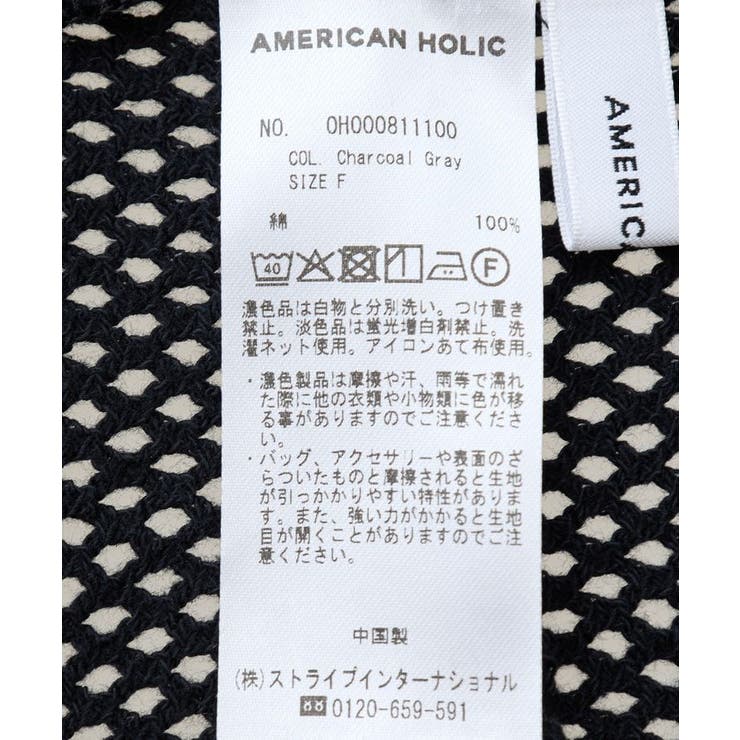 AMERICAN HOLIC
NO. OH000811100
COL. Charcoal Gray
SIZE F
綿 100%
40 F
濃色品は白物と分別洗い。つけ置き
禁止。淡色品は蛍光増白剤禁止。洗
濯ネット使用。アイロンあて布使用。
・濃色製品は摩擦や汗、雨等で濡れ
た際に他の衣類や小物類に色が移
る事がありますのでご注意くださ
い。
・バッグ、アクセサリーや表面のざ
らついたものと摩擦されると生地
が引っかかりやすい特性がありま
す。また、強い力がかかると生地
目が開くことがありますのでご注
意ください。
中国製
(株)ストライプインターナショナル
0120-659-591
AMERIC